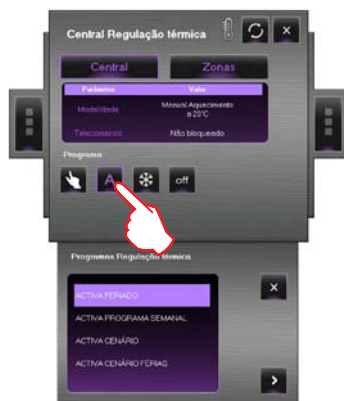 Central Regulação térmica
Central Zonas
Parâmetro Valor
Modalidade Manual Aquecimento
a 20°C
Telecomando Não bloqueado
Programa
A off
Programas Regulação térmica
ACTIVA FERIADO
ACTIVA PROGRAMA SEMANAL
ACTIVA CENÁRIO
ACTIVA CENÁRIO FÉRIAS